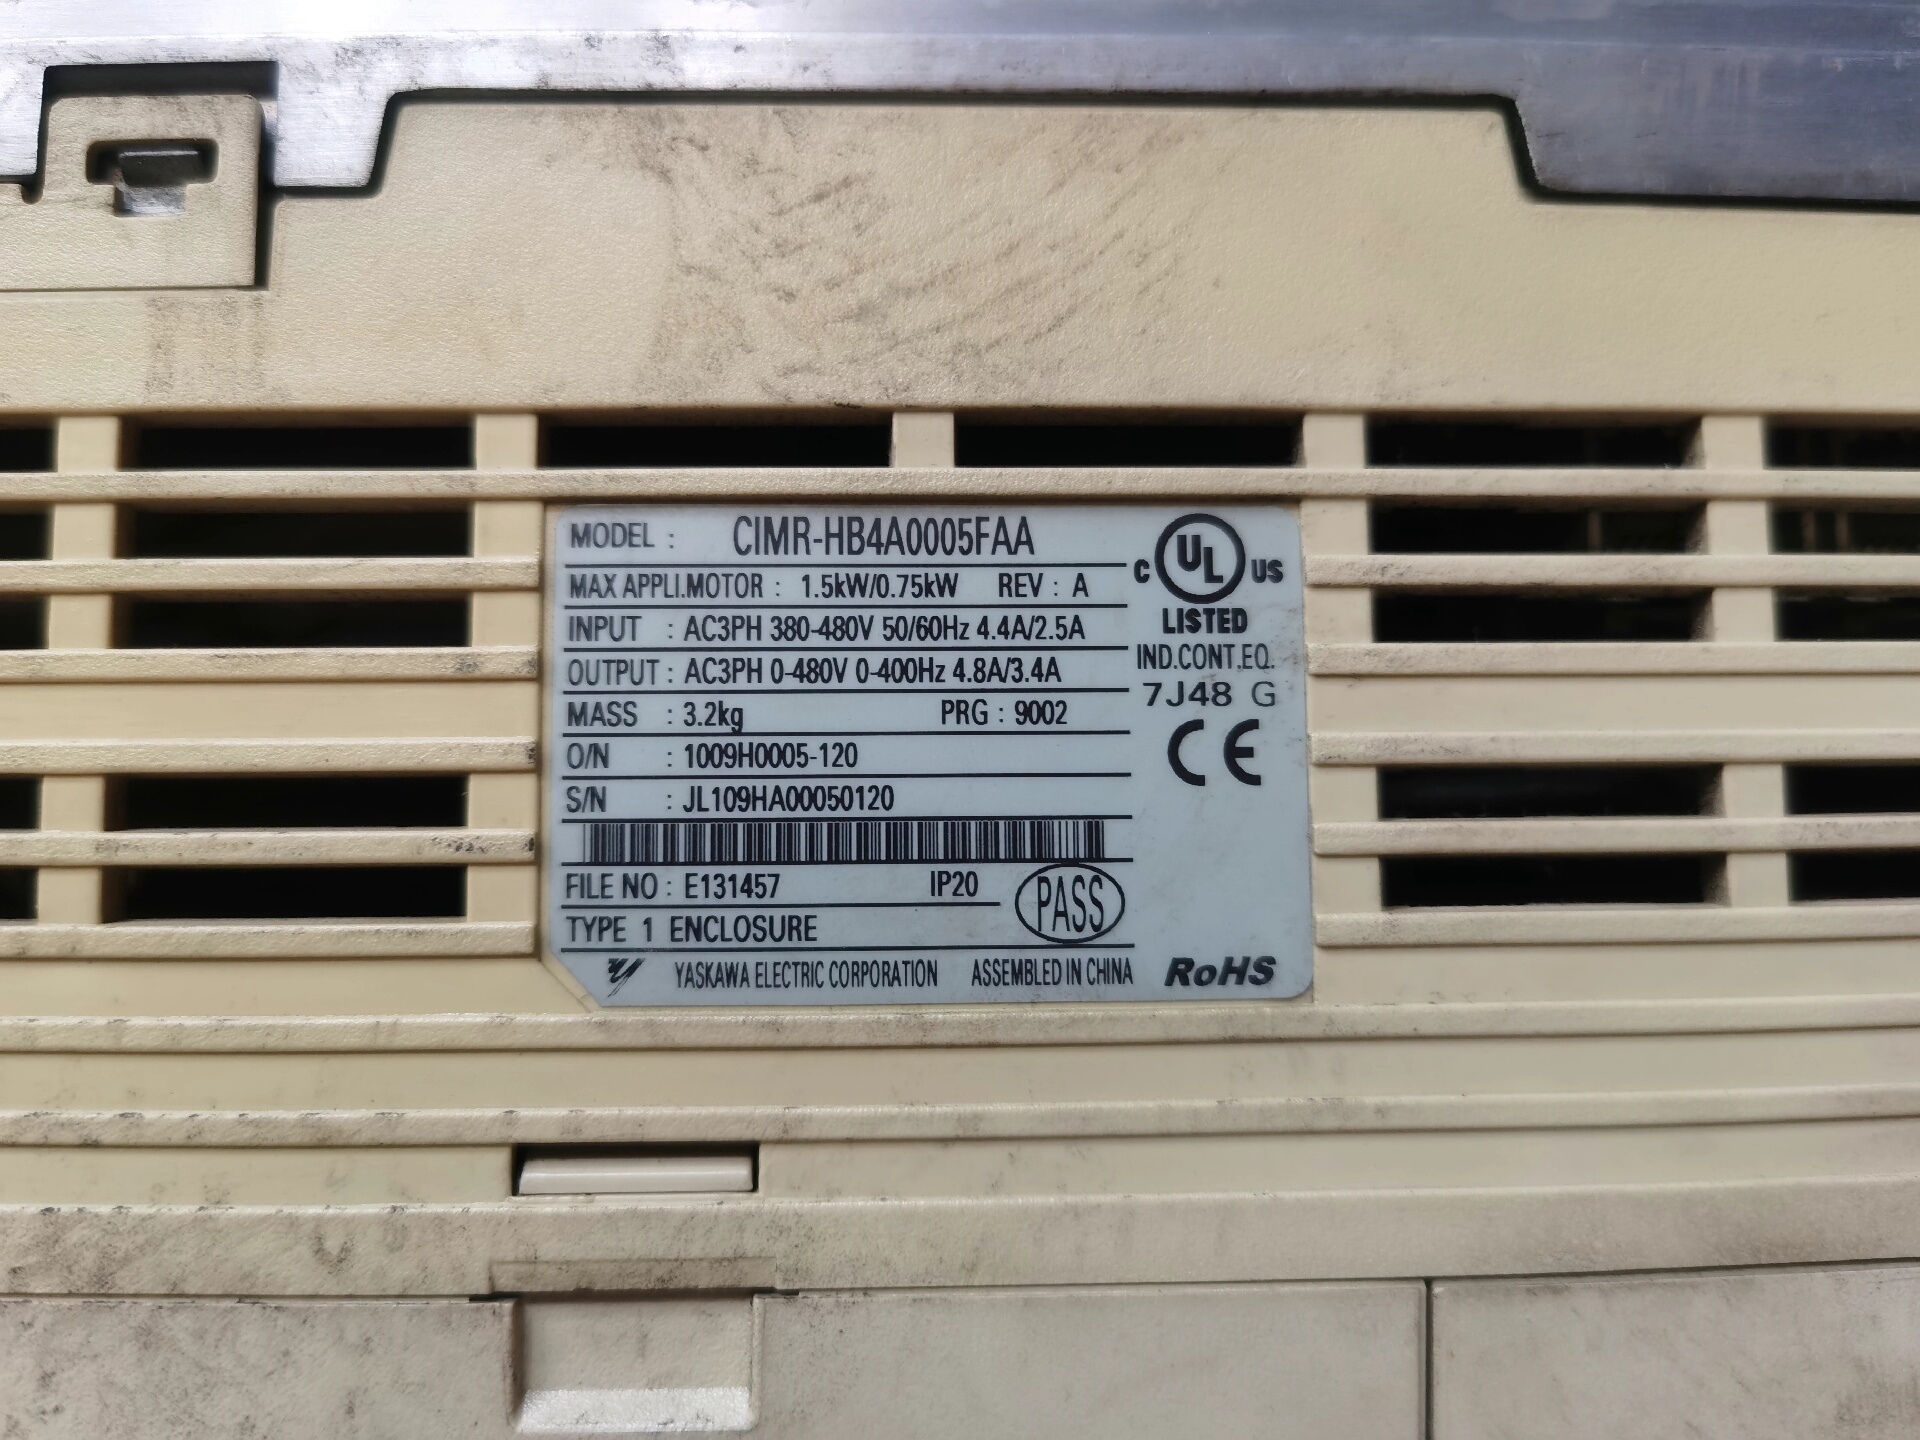 MODEL : CIMR-HB4A0005FAA
MAX APPLI.MOTOR : 1.5kW/0.75kW REV : A
INPUT : AC3PH 380-480V 50/60Hz 4.4A/2.5A
OUTPUT : AC3PH 0-480V 0-400Hz 4.8A/3.4A
MASS : 3.2kg PRG : 9002
O/N : 1009H0005-120
S/N : JL109HA00050120
FILE NO : E131457 IP20
PASS
TYPE 1 ENCLOSURE
YASKAWA ELECTRIC CORPORATION ASSEMBLED IN CHINA
C UL US
LISTED
IND.CONT.EQ.
7J48 G
CE
RoHS